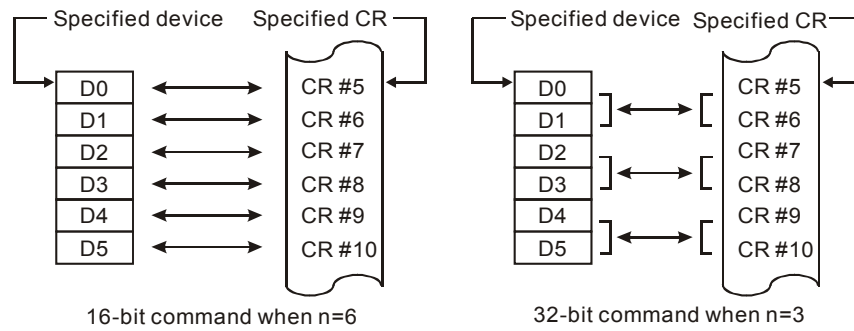 Specified device Specified CR
D0 CR #5
D1 CR #6
D2 CR #7
D3 CR #8
D4 CR #9
D5 CR #10
16-bit command when n=6
Specified device Specified CR
D0 CR #5
D1 CR #6
D2 CR #7
D3 CR #8
D4 CR #9
D5 CR #10
32-bit command when n=3